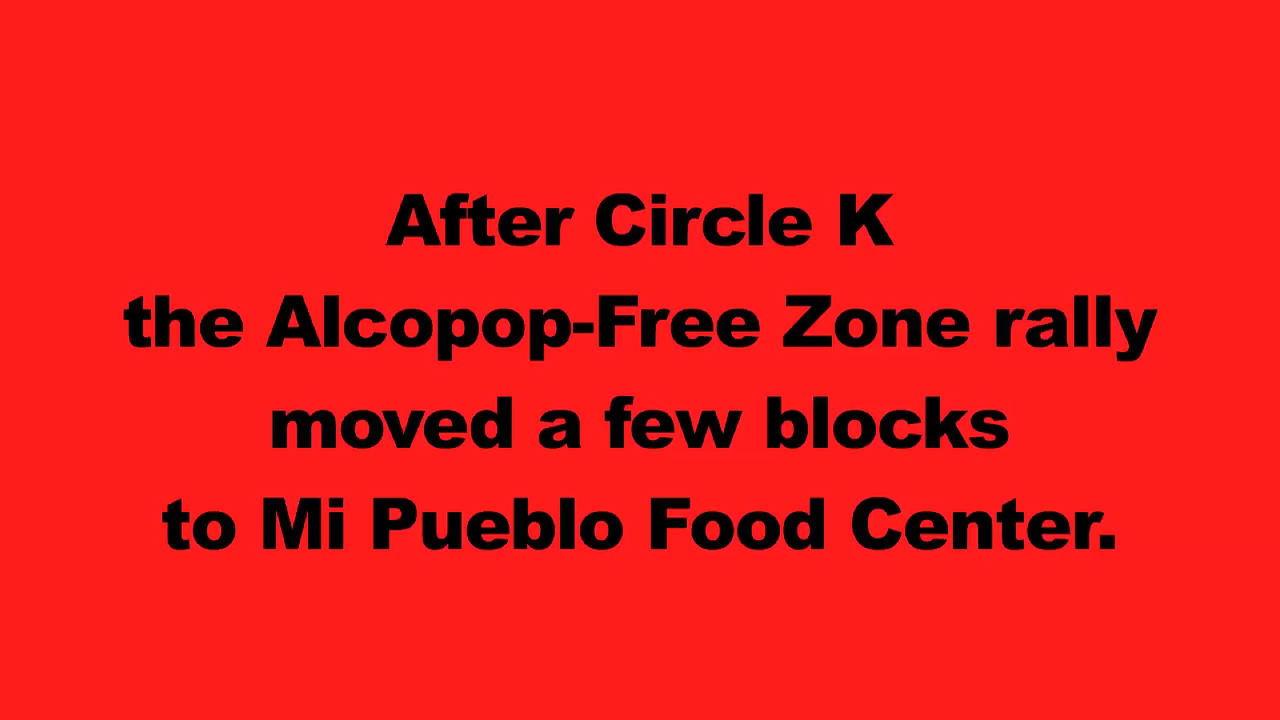 After Circle K
the Alcopop-Free Zone rally
moved a few blocks
to Mi Pueblo Food Center.